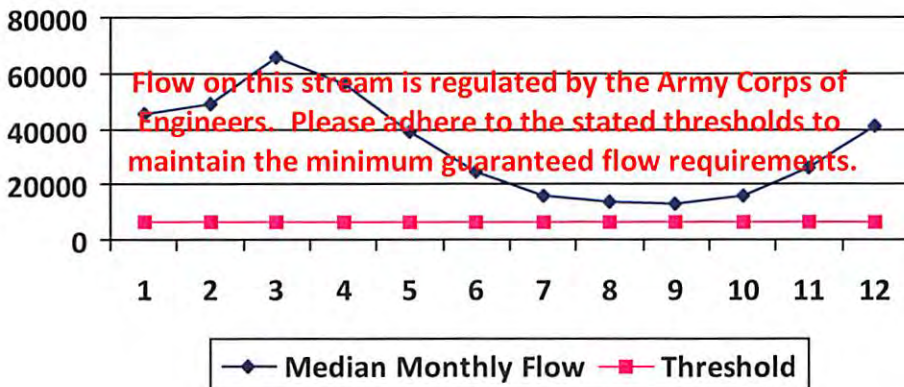 80000
60000
40000
20000
0
Flow on this stream is regulated by the Army Corps of
Engineers. Please adhere to the stated thresholds to
maintain the minimum guaranteed flow requirements.
1 2 3 4 5 6 7 8 9 10 11 12
Median Monthly Flow Threshold